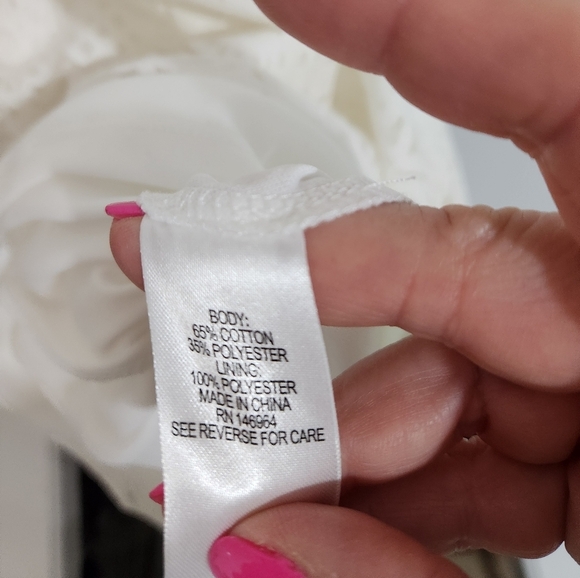 BODY:
65% COTTON
35% POLYESTER
LINING:
100% POLYESTER
MADE IN CHINA
RN 146964
SEE REVERSE FOR CARE